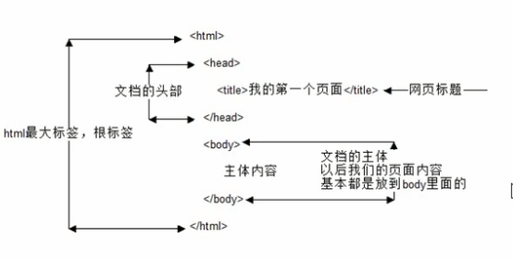 <html>
<head>
文档的头部
<title>我的第一个页面</title> 网页标题
</head>
html最大标签，根标签
<body>
文档的主体
以后我们的页面内容
基本都是放到body里面的
主体内容
</body>
</html>